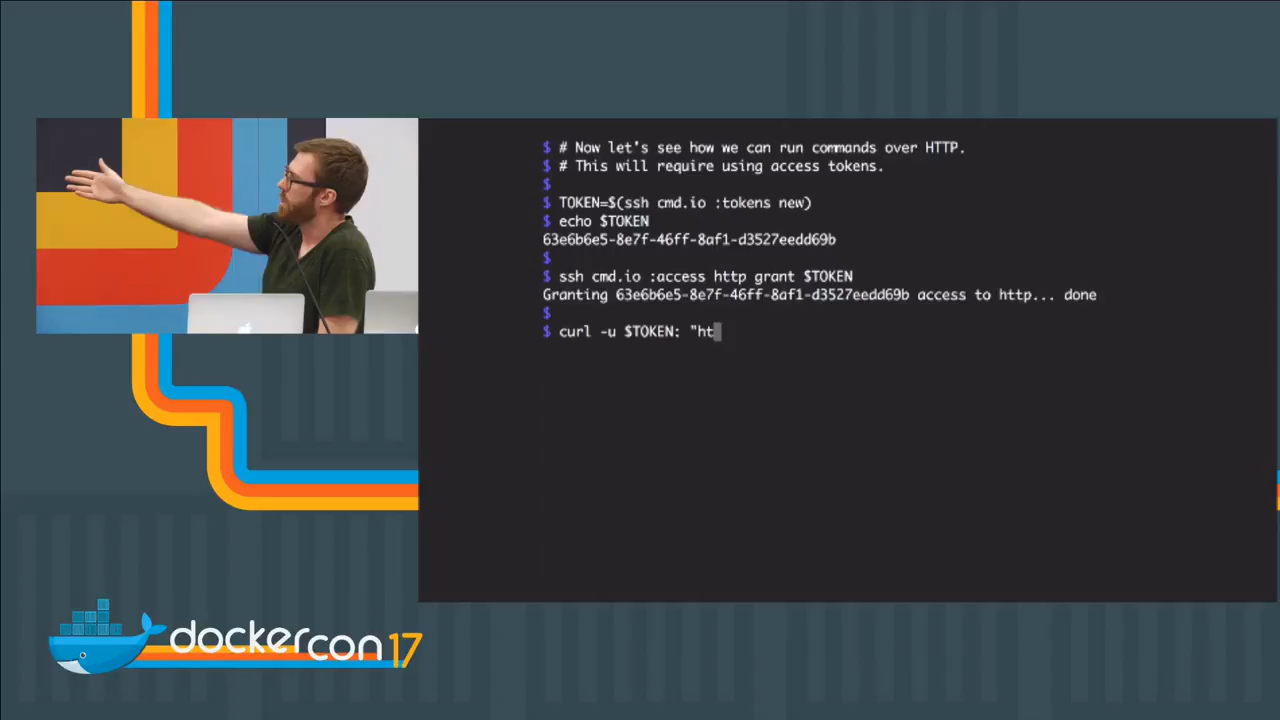 $ # Now let's see how we can run commands over HTTP.
$ # This will require using access tokens.
$
$ TOKEN=$(ssh cmd.io :tokens new)
$ echo $TOKEN
63e6b6e5-8e7f-46ff-8af1-d3527eedd69b
$
$ ssh cmd.io :access http grant $TOKEN
Granting 63e6b6e5-8e7f-46ff-8af1-d3527eedd69b access to http... done
$
$ curl -u $TOKEN: "ht
dockercon 17